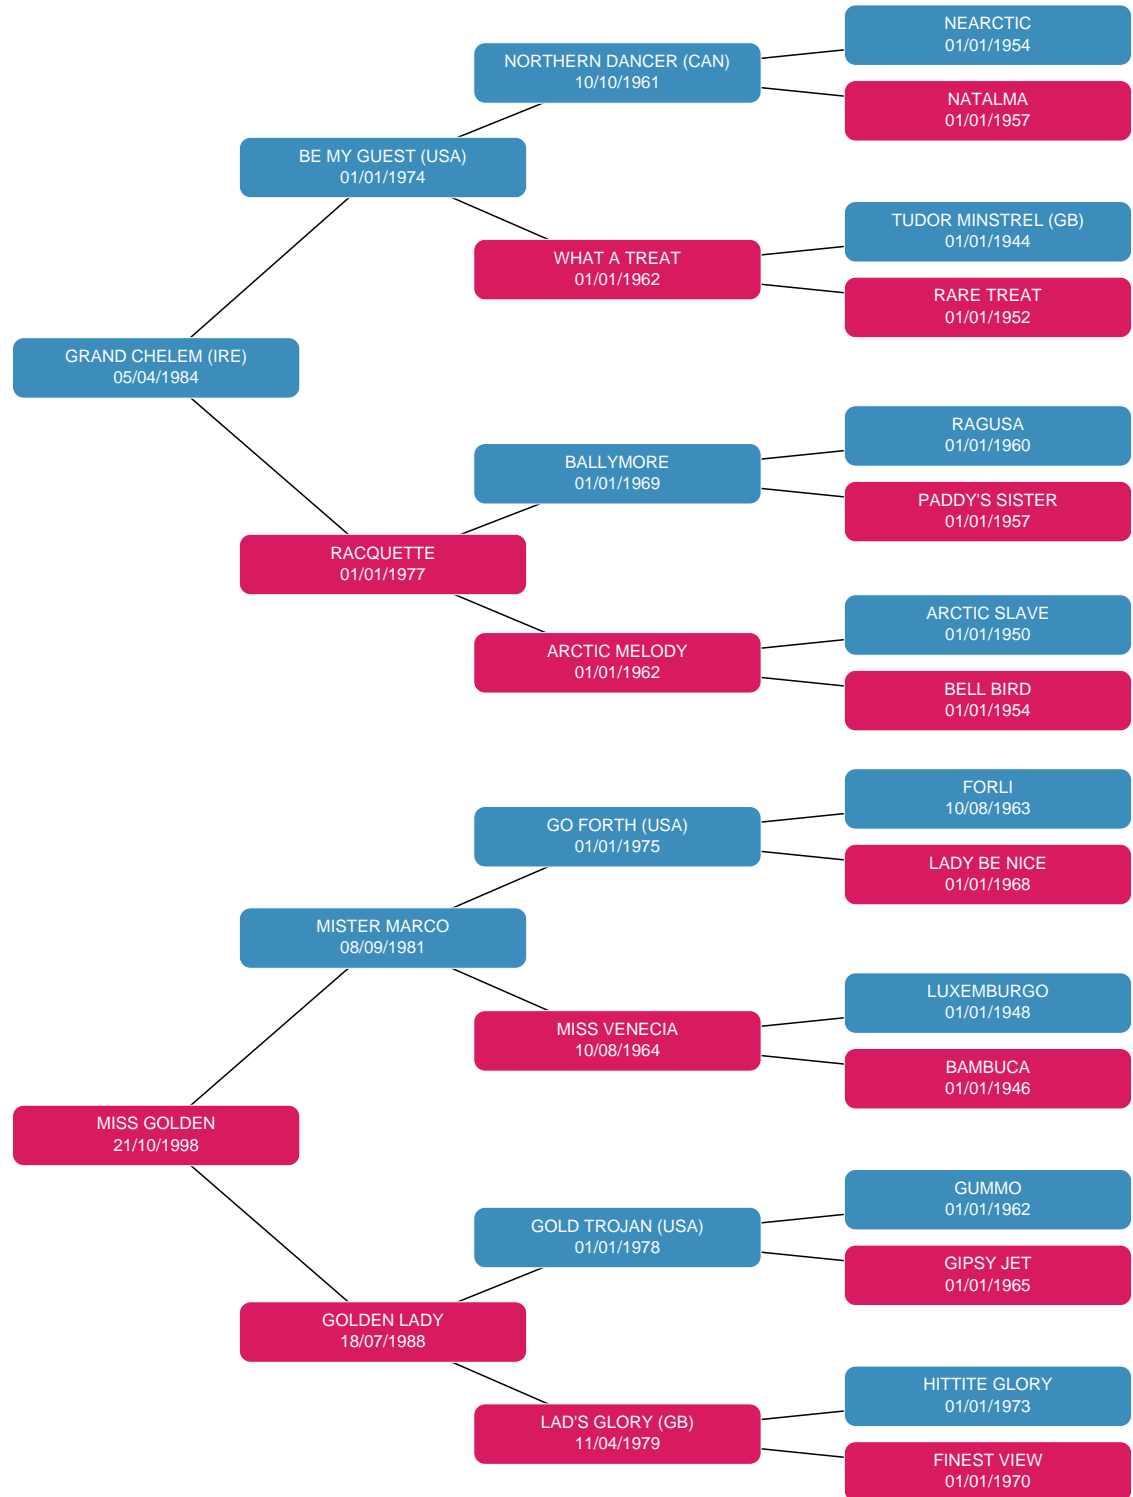 NEARCTIC
01/01/1954
NORTHERN DANCER (CAN)
10/10/1961
NATALMA
01/01/1957
BE MY GUEST (USA)
01/01/1974
TUDOR MINSTREL (GB)
01/01/1944
WHAT A TREAT
01/01/1962
RARE TREAT
01/01/1952
GRAND CHELEM (IRE)
05/04/1984
RAGUSA
01/01/1960
BALLYMORE
01/01/1969
PADDY'S SISTER
01/01/1957
RACQUETTE
01/01/1977
ARCTIC SLAVE
01/01/1950
ARCTIC MELODY
01/01/1962
BELL BIRD
01/01/1954
FORLI
10/08/1963
GO FORTH (USA)
01/01/1975
LADY BE NICE
01/01/1968
MISTER MARCO
08/09/1981
LUXEMBURGO
01/01/1948
MISS VENECIA
10/08/1964
BAMBUCA
01/01/1946
MISS GOLDEN
21/10/1998
GUMMO
01/01/1962
GOLD TROJAN (USA)
01/01/1978
GIPSY JET
01/01/1965
GOLDEN LADY
18/07/1988
HITTITE GLORY
01/01/1973
LAD'S GLORY (GB)
11/04/1979
FINEST VIEW
01/01/1970